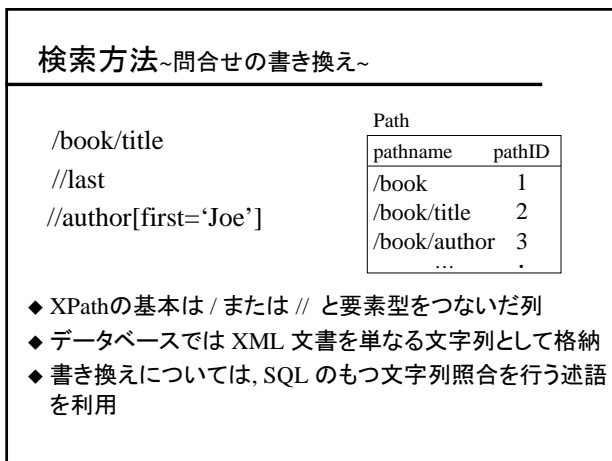 検索方法~問合せの書き換え~
/book/title
//last
//author[first=‘Joe’]
Path
pathname pathID
/book 1
/book/title 2
/book/author 3
… .
◆ XPathの基本は / または // と要素型をつないだ列
◆ データベースでは XML 文書を単なる文字列として格納
◆ 書き換えについては, SQL のもつ文字列照合を行う述語
を利用